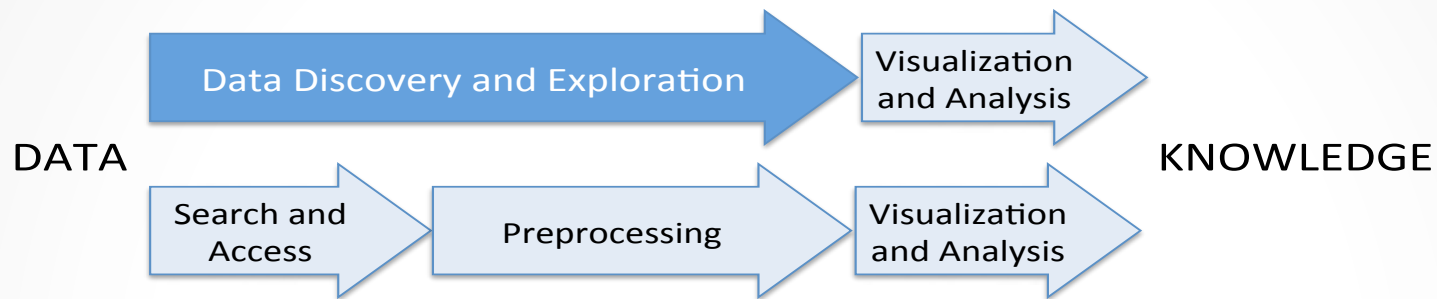 Data Discovery and Exploration
Visualization
and Analysis
DATA
KNOWLEDGE
Search and
Access
Preprocessing
Visualization
and Analysis